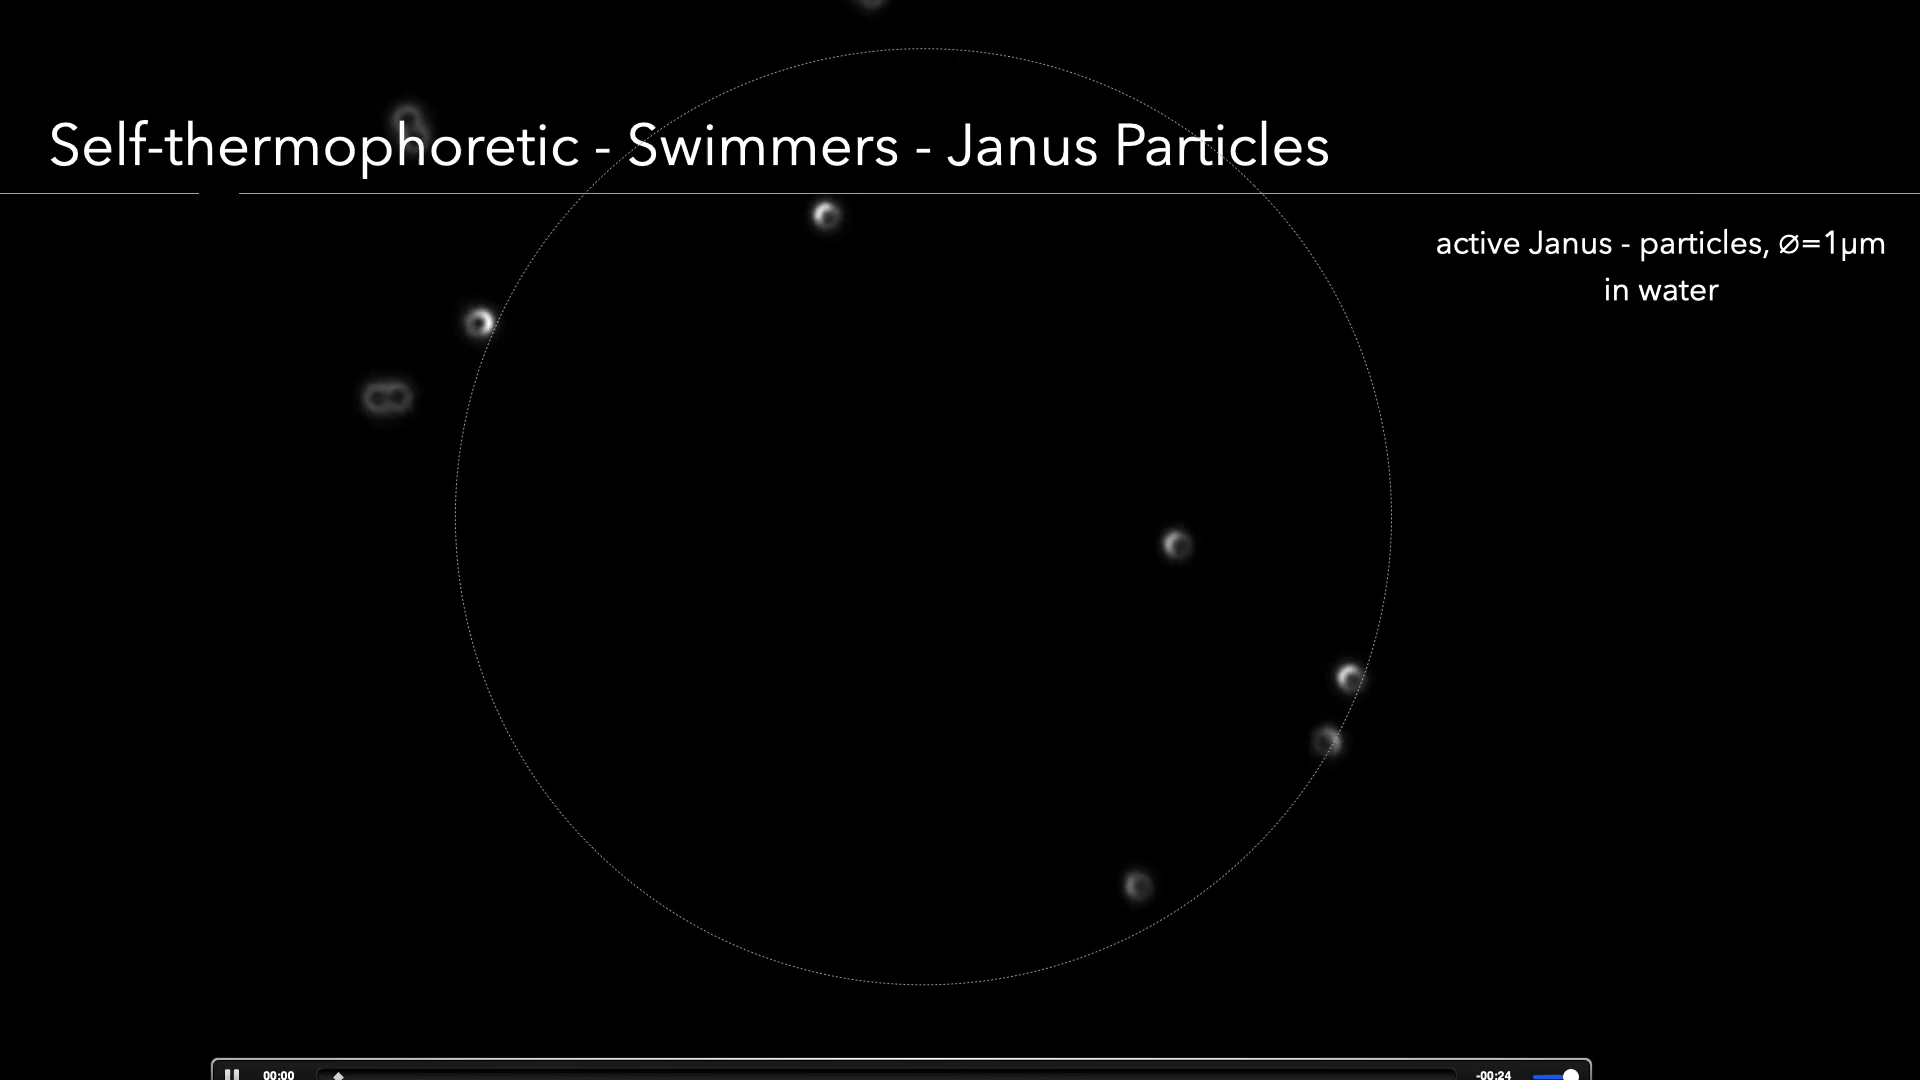 Self-thermophoretic - Swimmers - Janus Particles
active Janus - particles, ⌀=1µm
in water
00:00
-00:24